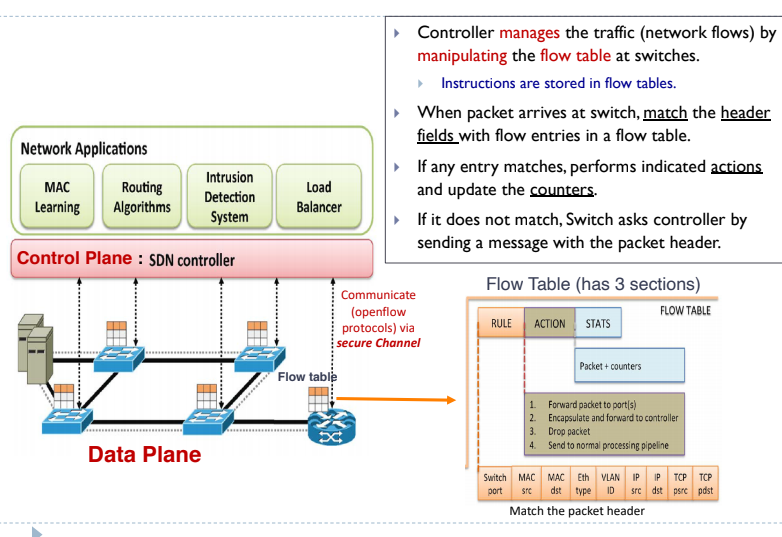 Controller manages the traffic (network flows) by
manipulating the flow table at switches.
Instructions are stored in flow tables.
When packet arrives at switch, match the header
fields with flow entries in a flow table.
If any entry matches, performs indicated actions
and update the counters.
If it does not match, Switch asks controller by
sending a message with the packet header.
Network Applications
MAC
Learning
Routing
Algorithms
Intrusion
Detection
System
Load
Balancer
Control Plane : SDN controller
Communicate
(openflow
protocols) via
secure Channel
Flow table
Data Plane
Flow Table (has 3 sections)
FLOW TABLE
RULE
ACTION
STATS
Packet + counters
1. Forward packet to port(s)
2. Encapsulate and forward to controller
3. Drop packet
4. Send to normal processing pipeline
Switch
port
MAC
src
MAC
dst
Eth
type
VLAN
ID
IP
src
IP
dst
TCP
psrc
TCP
pdst
Match the packet header